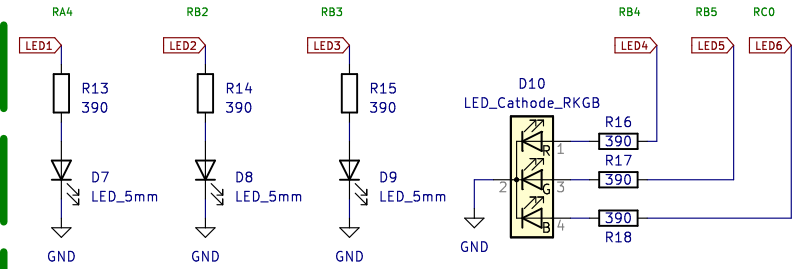 RA4
RB2
RB3
RB4
RB5
RC0
LED1
LED2
LED3
LED4
LED5
LED6
R13
390
R14
390
R15
390
D10
LED_Cathode_RKGB
R16
390
R17
390
390
R18
R
1
2
G
3
B
4
D7
LED_5mm
D8
LED_5mm
D9
LED_5mm
GND
GND
GND
GND